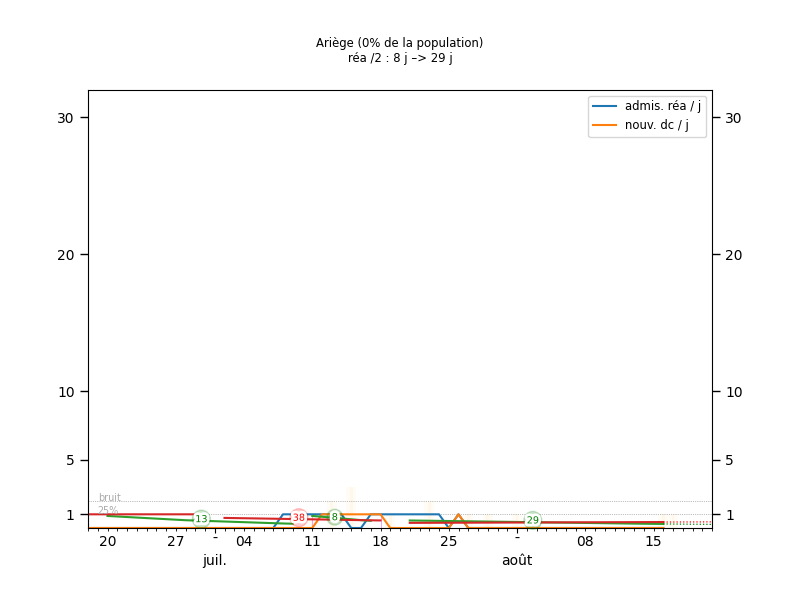 Ariège (0% de la population)
réa /2 : 8 j –> 29 j
admis. réa / j
nouv. dc / j
30 30
20 20
10 10
5 5
bruit
25%
1 1
13 38 8 29
20 27 - 04 11 18 25 - 08 15
juil. août